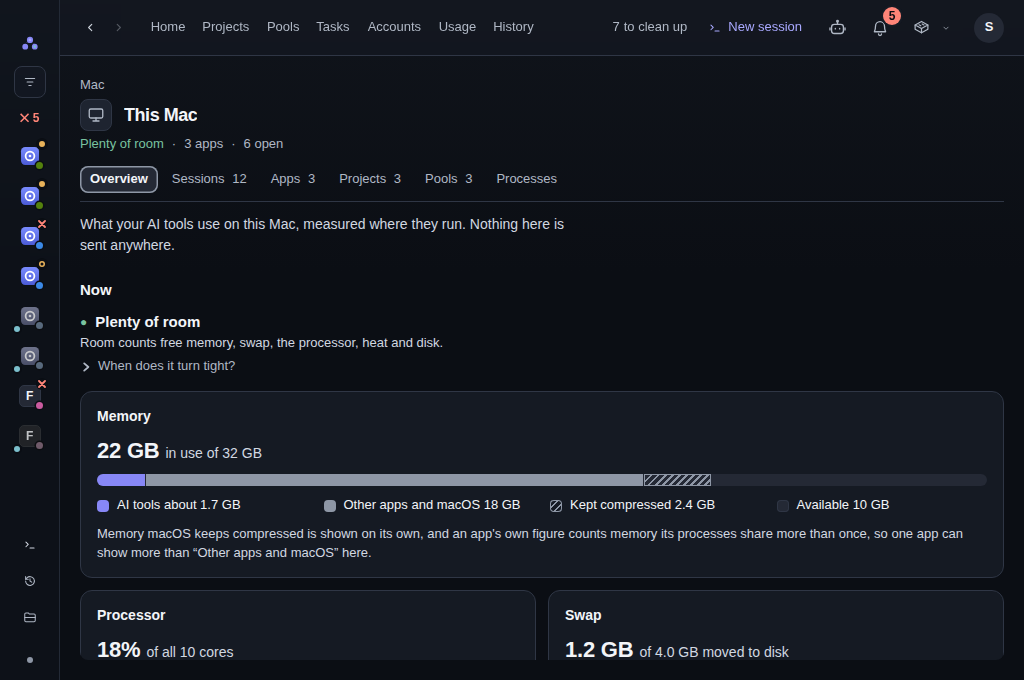 Home Projects Pools Tasks Accounts Usage History 7 to clean up New session 5 S
5
Mac
This Mac
Plenty of room · 3 apps · 6 open
Overview Sessions 12 Apps 3 Projects 3 Pools 3 Processes
What your AI tools use on this Mac, measured where they run. Nothing here is
sent anywhere.
Now
Plenty of room
Room counts free memory, swap, the processor, heat and disk.
When does it turn tight?
F
F
Memory
22 GB in use of 32 GB
AI tools about 1.7 GB Other apps and macOS 18 GB Kept compressed 2.4 GB Available 10 GB
Memory macOS keeps compressed is shown on its own, and an app's own figure counts memory its processes share more than once, so one app can
show more than “Other apps and macOS” here.
Processor
18% of all 10 cores
Swap
1.2 GB of 4.0 GB moved to disk